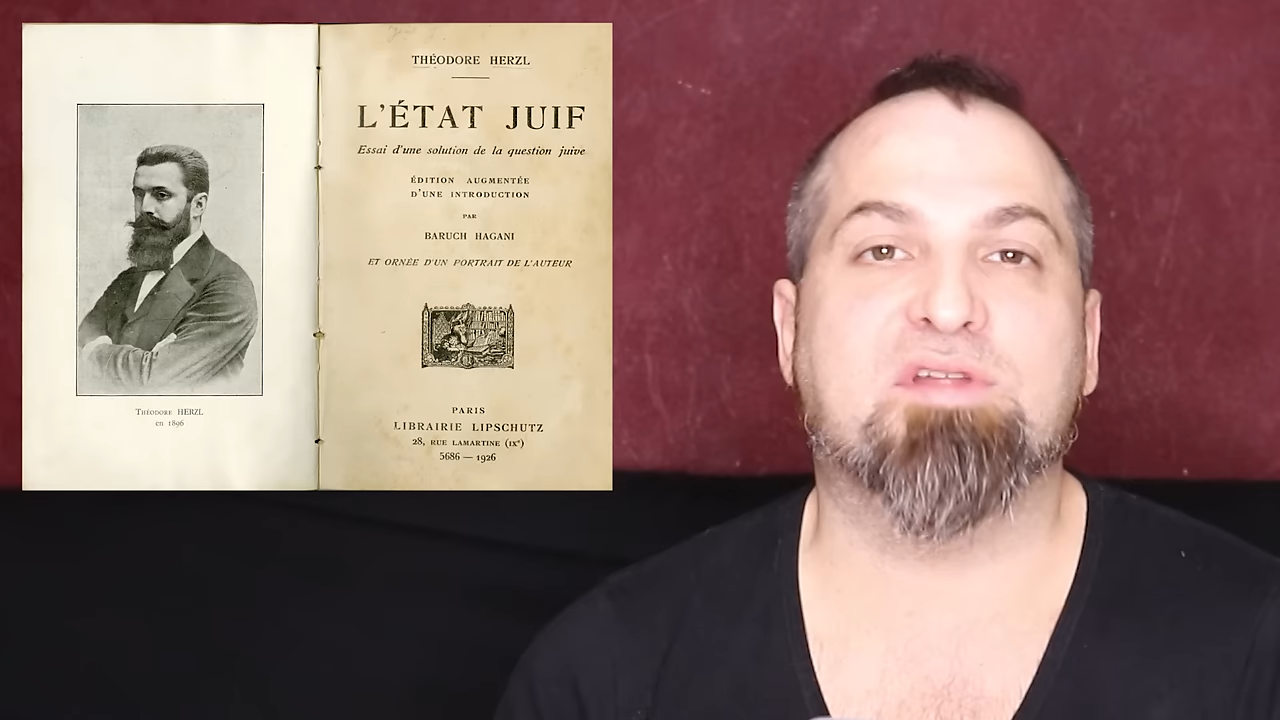 THÉODORE HERZL
en 1896
THÉODORE HERZL
L'ÉTAT JUIF
Essai d'une solution de la question juive
ÉDITION AUGMENTÉE
D'UNE INTRODUCTION
PAR
BARUCH HAGANI
ET ORNÉE D'UN PORTRAIT DE L'AUTEUR
PARIS
LIBRAIRIE LIPSCHUTZ
28, RUE LAMARTINE (IXe)
5686 — 1926